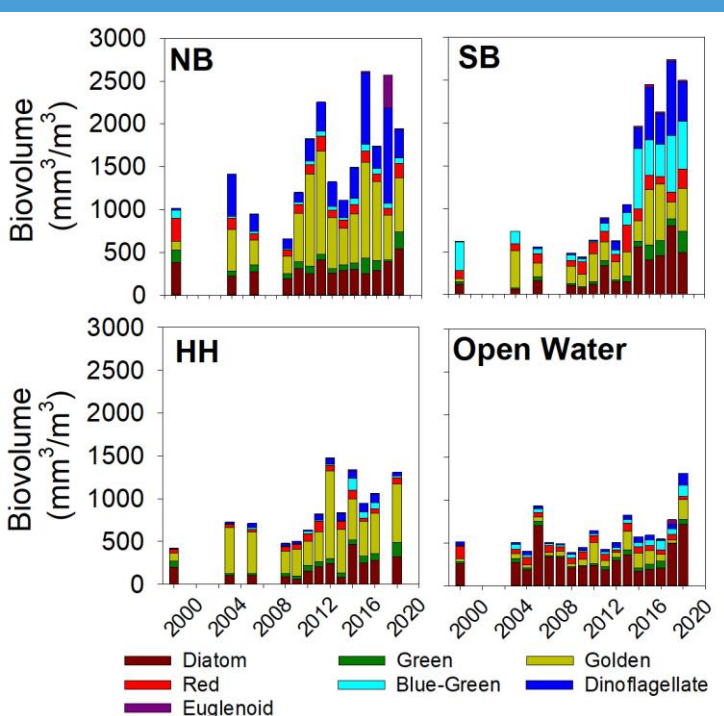 NB
SB
3000
2500
2000
1500
1000
500
0
Biovolume
(mm³/m³)
HH
Open Water
3000
2500
2000
1500
1000
500
0
Biovolume
(mm³/m³)
2000
2004
2008
2012
2016
2020
2000
2004
2008
2012
2016
2020
Diatom
Green
Golden
Red
Blue-Green
Dinoflagellate
Euglenoid